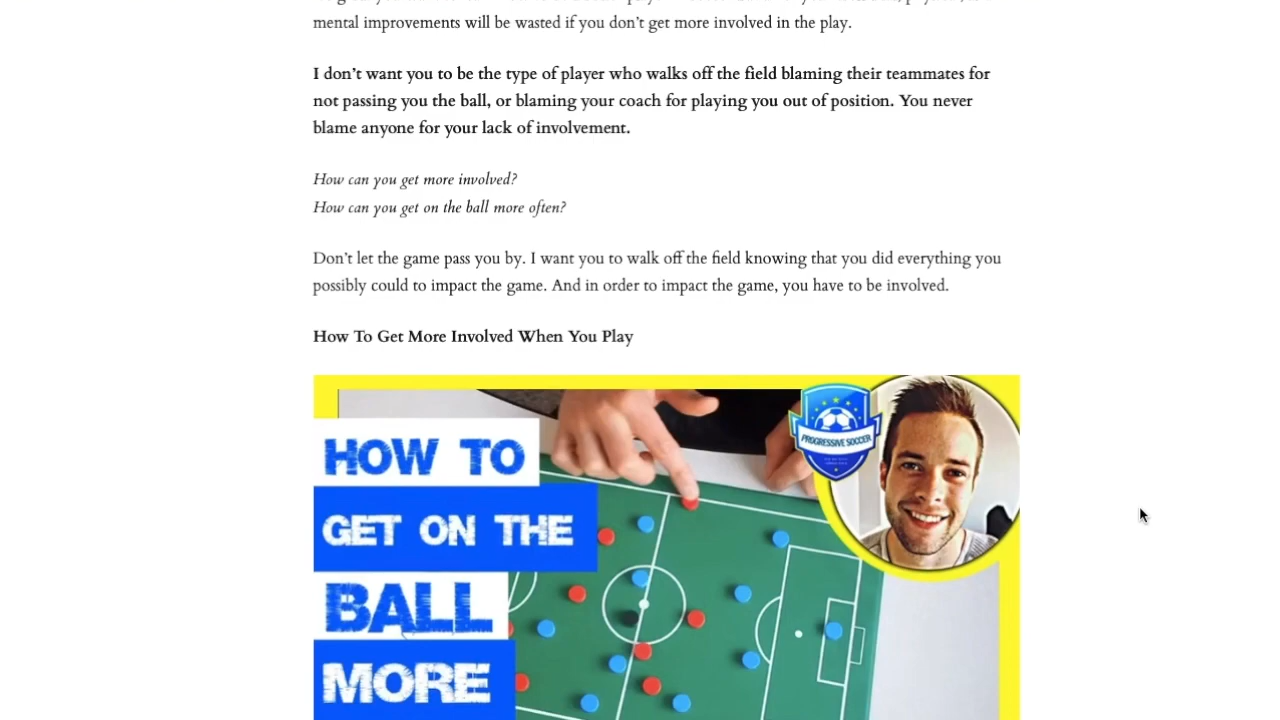 mental improvements will be wasted if you don’t get more involved in the play.
I don’t want you to be the type of player who walks off the field blaming their teammates for
not passing you the ball, or blaming your coach for playing you out of position. You never
blame anyone for your lack of involvement.
How can you get more involved?
How can you get on the ball more often?
Don’t let the game pass you by. I want you to walk off the field knowing that you did everything you
possibly could to impact the game. And in order to impact the game, you have to be involved.
How To Get More Involved When You Play
HOW TO
GET ON THE
BALL
MORE
PROGRESSIVE SOCCER